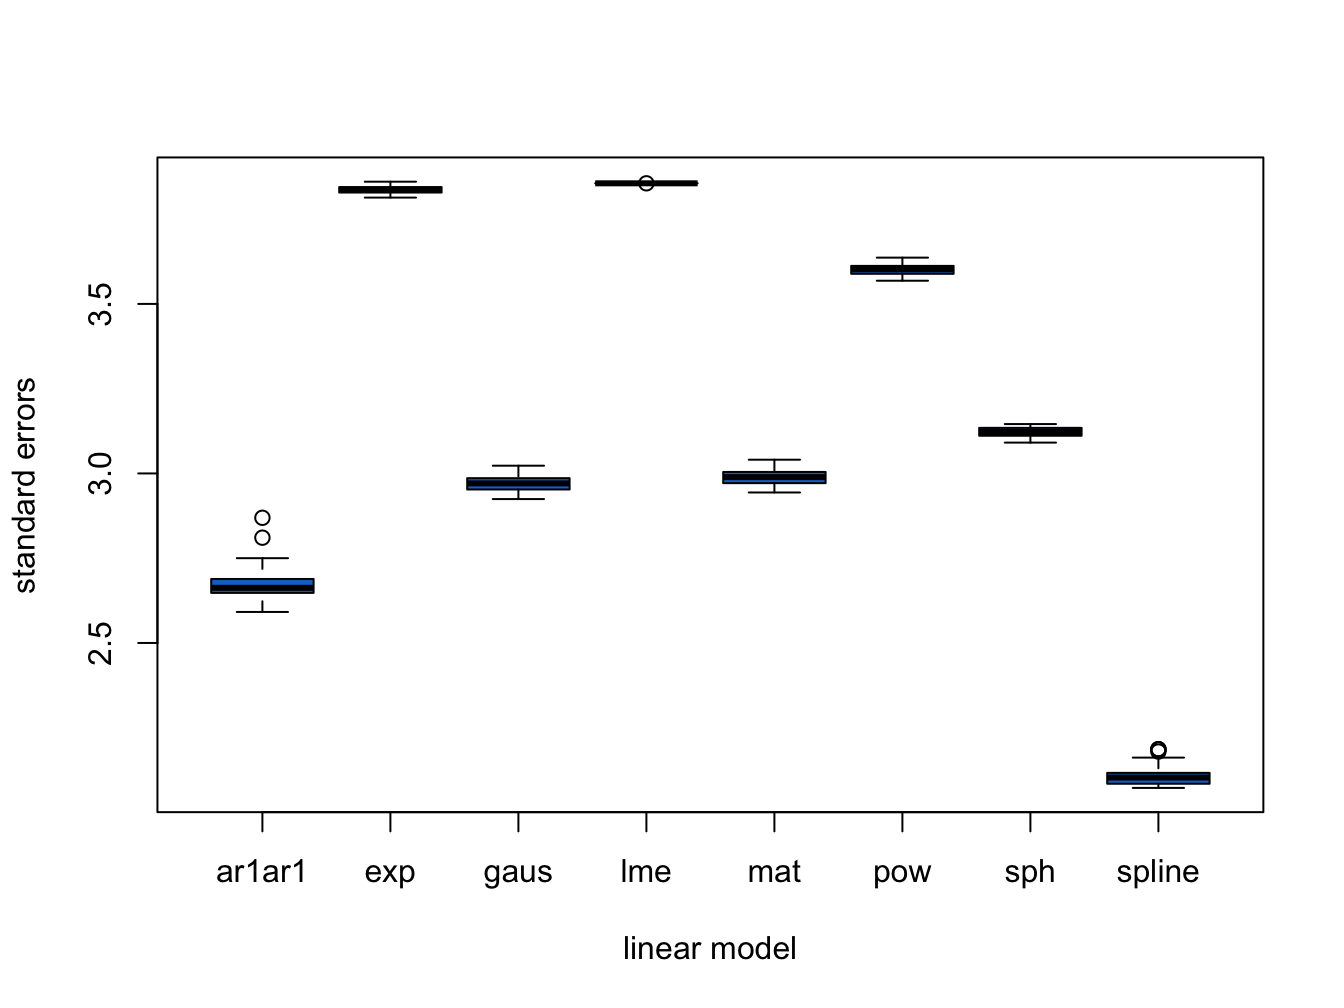 standard errors
3.5
3.0
2.5
ar1ar1 exp gaus lme mat pow sph spline
linear model